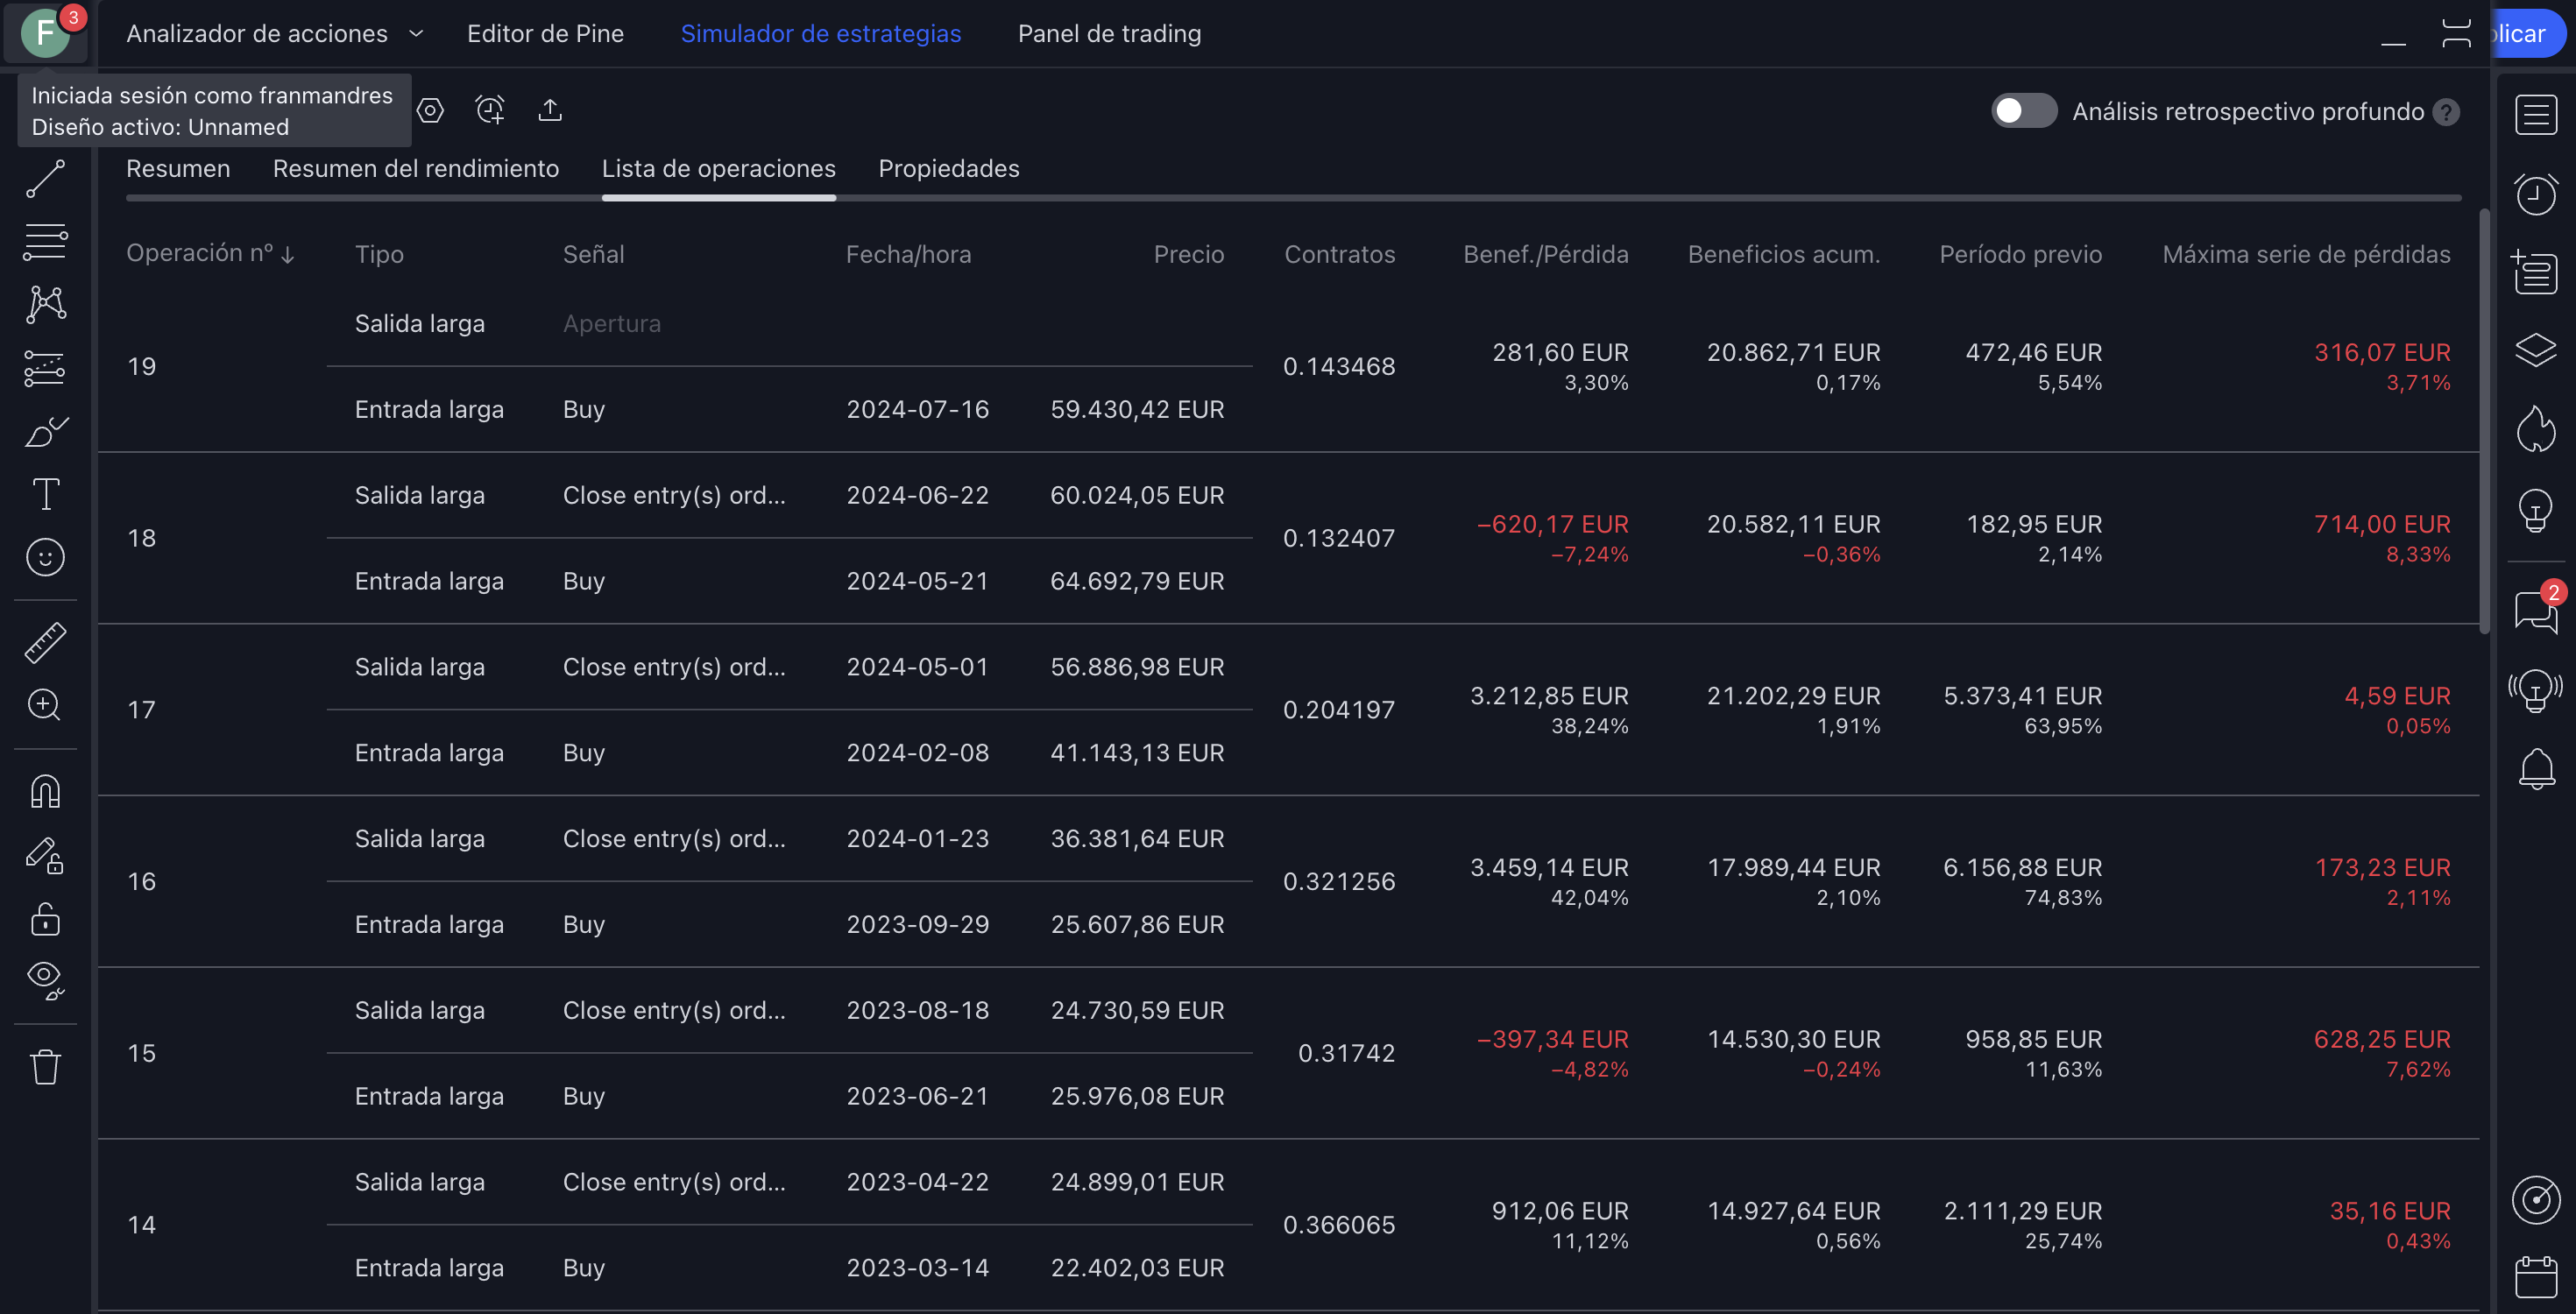 F
3
Analizador de acciones
Editor de Pine
Simulador de estrategias
Panel de trading
licar
Iniciada sesión como franmandres
Diseño activo: Unnamed
Análisis retrospectivo profundo ?
Resumen
Resumen del rendimiento
Lista de operaciones
Propiedades
Operación nº ↓ Tipo Señal Fecha/hora Precio Contratos Benef./Pérdida Beneficios acum. Período previo Máxima serie de pérdidas
Salida larga Apertura
19 0.143468 281,60 EUR 20.862,71 EUR 472,46 EUR 316,07 EUR
3,30% 0,17% 5,54% 3,71%
Entrada larga Buy 2024-07-16 59.430,42 EUR
Salida larga Close entry(s) ord... 2024-06-22 60.024,05 EUR
18 0.132407 −620,17 EUR 20.582,11 EUR 182,95 EUR 714,00 EUR
−7,24% −0,36% 2,14% 8,33%
Entrada larga Buy 2024-05-21 64.692,79 EUR
Salida larga Close entry(s) ord... 2024-05-01 56.886,98 EUR
17 0.204197 3.212,85 EUR 21.202,29 EUR 5.373,41 EUR 4,59 EUR
38,24% 1,91% 63,95% 0,05%
Entrada larga Buy 2024-02-08 41.143,13 EUR
Salida larga Close entry(s) ord... 2024-01-23 36.381,64 EUR
16 0.321256 3.459,14 EUR 17.989,44 EUR 6.156,88 EUR 173,23 EUR
42,04% 2,10% 74,83% 2,11%
Entrada larga Buy 2023-09-29 25.607,86 EUR
Salida larga Close entry(s) ord... 2023-08-18 24.730,59 EUR
15 0.31742 −397,34 EUR 14.530,30 EUR 958,85 EUR 628,25 EUR
−4,82% −0,24% 11,63% 7,62%
Entrada larga Buy 2023-06-21 25.976,08 EUR
Salida larga Close entry(s) ord... 2023-04-22 24.899,01 EUR
14 0.366065 912,06 EUR 14.927,64 EUR 2.111,29 EUR 35,16 EUR
11,12% 0,56% 25,74% 0,43%
Entrada larga Buy 2023-03-14 22.402,03 EUR
2